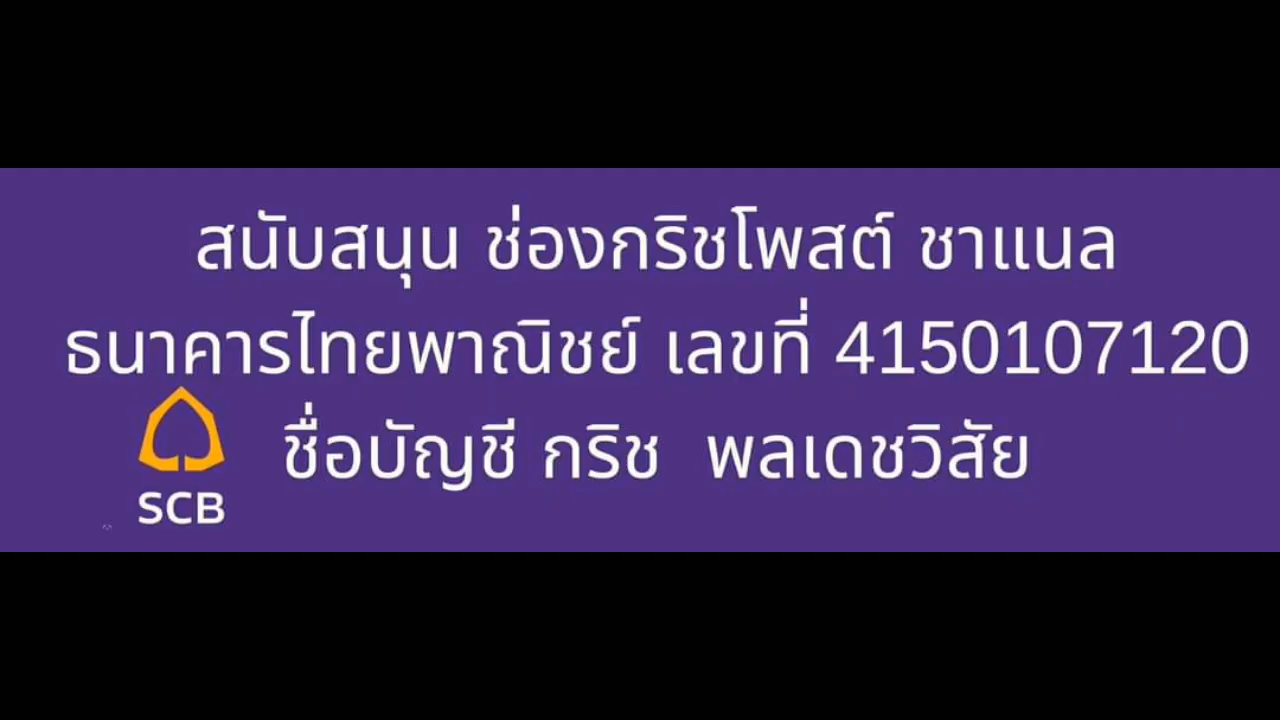 สนับสนุน ช่องกริชโพสต์ ชาแนล
ธนาคารไทยพาณิชย์ เลขที่ 4150107120
ชื่อบัญชี กริช พลเดชวิสัย
SCB